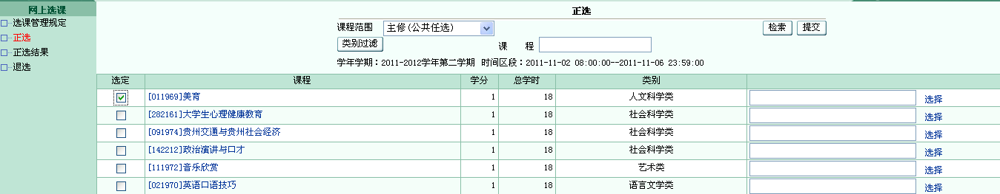 网上选课
选课管理规定
正选
正选结果
退选
正选
课程范围 主修(公共任选) 检索 提交
类别过滤 课 程
学年学期：2011-2012学年第二学期 时间区段：2011-11-02 08:00:00--2011-11-06 23:59:00
选定 课程 学分 总学时 类别
[011969]美育 1 18 人文科学类 选择
[282161]大学生心理健康教育 1 18 社会科学类 选择
[091974]贵州交通与贵州社会经济 1 18 社会科学类 选择
[142212]政治演讲与口才 1 18 社会科学类 选择
[111972]音乐欣赏 1 18 艺术类 选择
[021970]英语口语技巧 1 18 语言文学类 选择